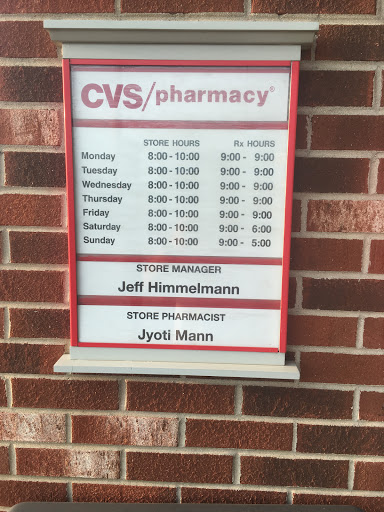 CVS/pharmacy®
STORE HOURS Rx HOURS
Monday 8:00 - 10:00 9:00 - 9:00
Tuesday 8:00 - 10:00 9:00 - 9:00
Wednesday 8:00 - 10:00 9:00 - 9:00
Thursday 8:00 - 10:00 9:00 - 9:00
Friday 8:00 - 10:00 9:00 - 9:00
Saturday 8:00 - 10:00 9:00 - 6:00
Sunday 8:00 - 10:00 9:00 - 5:00
STORE MANAGER
Jeff Himmelmann
STORE PHARMACIST
Jyoti Mann